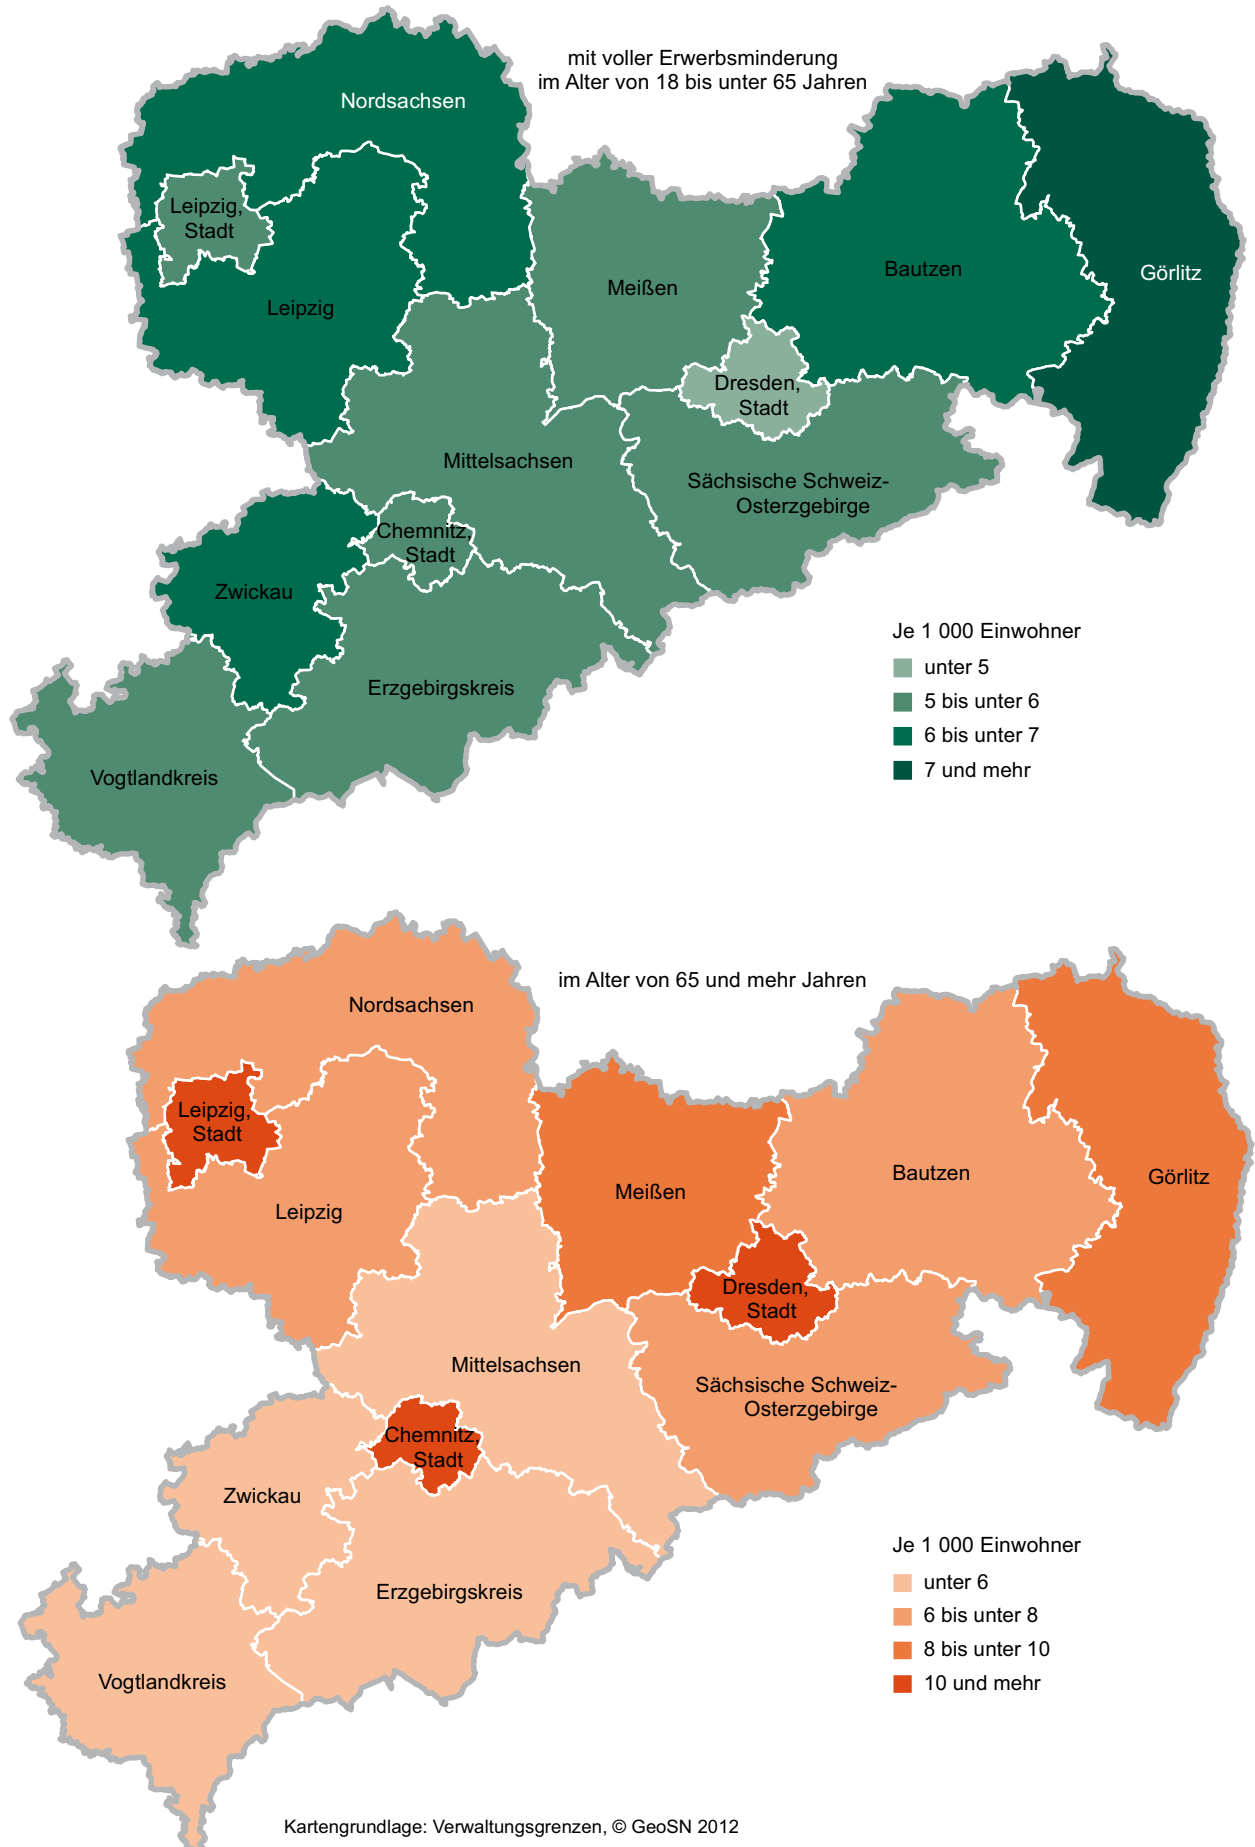 mit voller Erwerbsminderung
im Alter von 18 bis unter 65 Jahren
Nordsachsen
Leipzig,
Stadt
Leipzig
Meißen
Bautzen
Görlitz
Dresden,
Stadt
Mittelsachsen
Sächsische Schweiz-
Osterzgebirge
Chemnitz,
Stadt
Zwickau
Erzgebirgskreis
Vogtlandkreis
Je 1 000 Einwohner
unter 5
5 bis unter 6
6 bis unter 7
7 und mehr
im Alter von 65 und mehr Jahren
Nordsachsen
Leipzig,
Stadt
Leipzig
Meißen
Bautzen
Görlitz
Dresden,
Stadt
Mittelsachsen
Sächsische Schweiz-
Osterzgebirge
Chemnitz,
Stadt
Zwickau
Erzgebirgskreis
Vogtlandkreis
Je 1 000 Einwohner
unter 6
6 bis unter 8
8 bis unter 10
10 und mehr
Kartengrundlage: Verwaltungsgrenzen, © GeoSN 2012